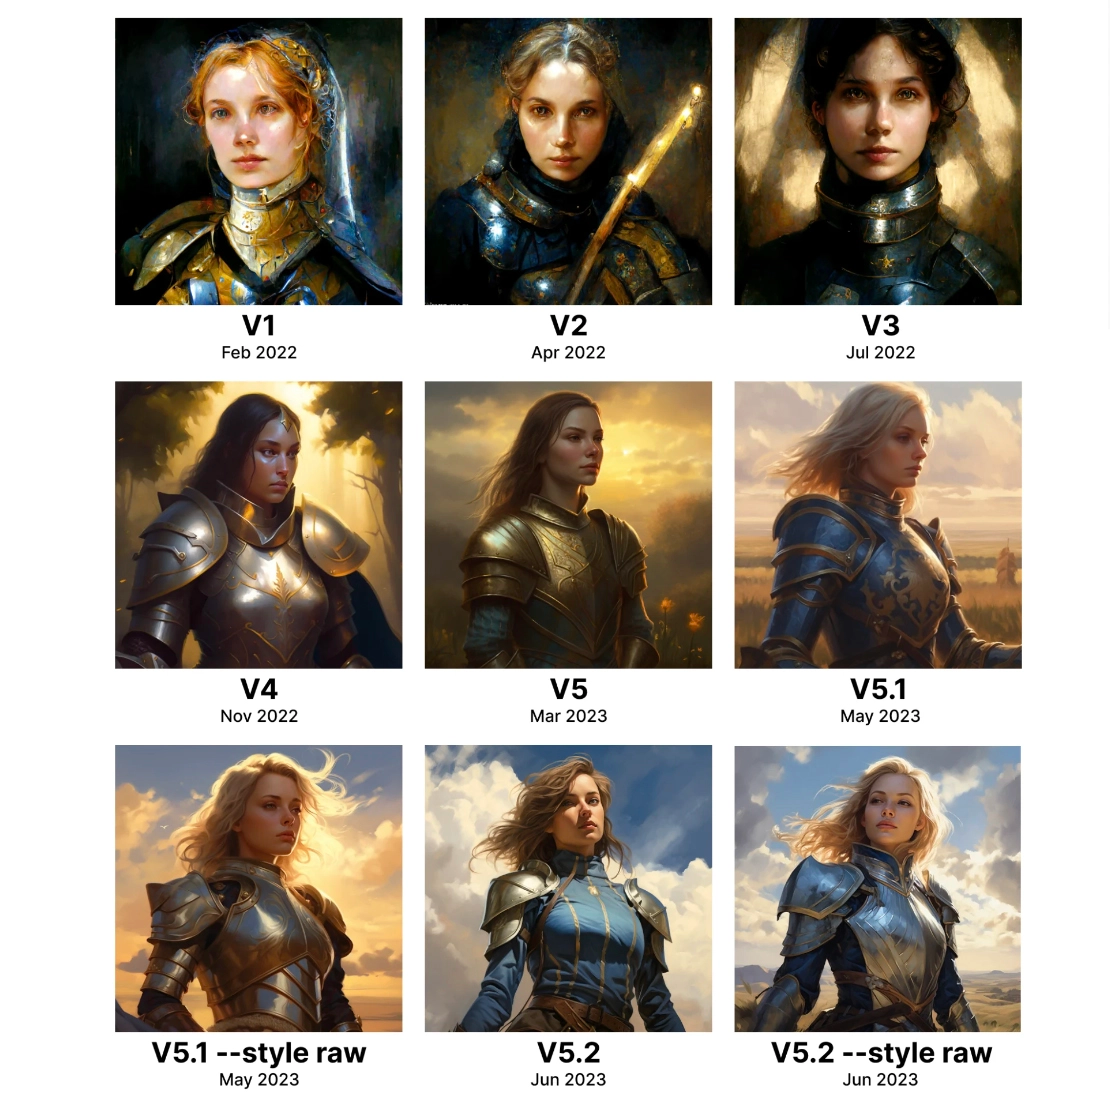 V1
Feb 2022
V2
Apr 2022
V3
Jul 2022
V4
Nov 2022
V5
Mar 2023
V5.1
May 2023
V5.1 --style raw
May 2023
V5.2
Jun 2023
V5.2 --style raw
Jun 2023